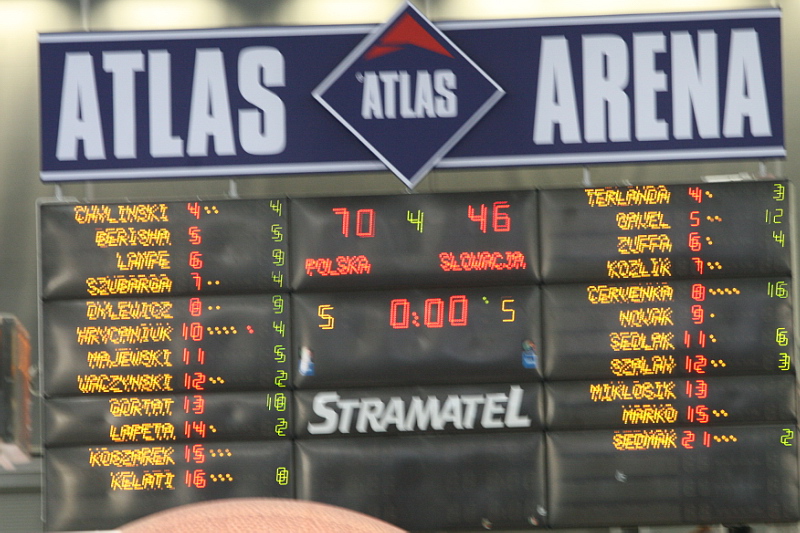 ATLAS ATLAS ARENA
CHYLINSKI 4 4
BERISHA 5 5
LAMPE 6 9
SZUBARGA 7 4
DYLEWICZ 8 9
HRYCANIUK 10 4
MAJEWSKI 11 5
WACZYNSKI 12 2
GORTAT 13 18
LAPETA 14 2
KOSZAREK 15
KELATI 16 8
70 4 46
POLSKA SLOWACJA
5 0:00 5
STRAMATEL
TERLANDA 4 3
GAVEL 5 12
ZUFFA 6 4
KOZLIK 7
CERVENKA 8 16
NOVAK 9
SEDLAK 11 6
SZALAY 12 3
MIKLOSIK 13
MARKO 15
SEDMAK 21 2